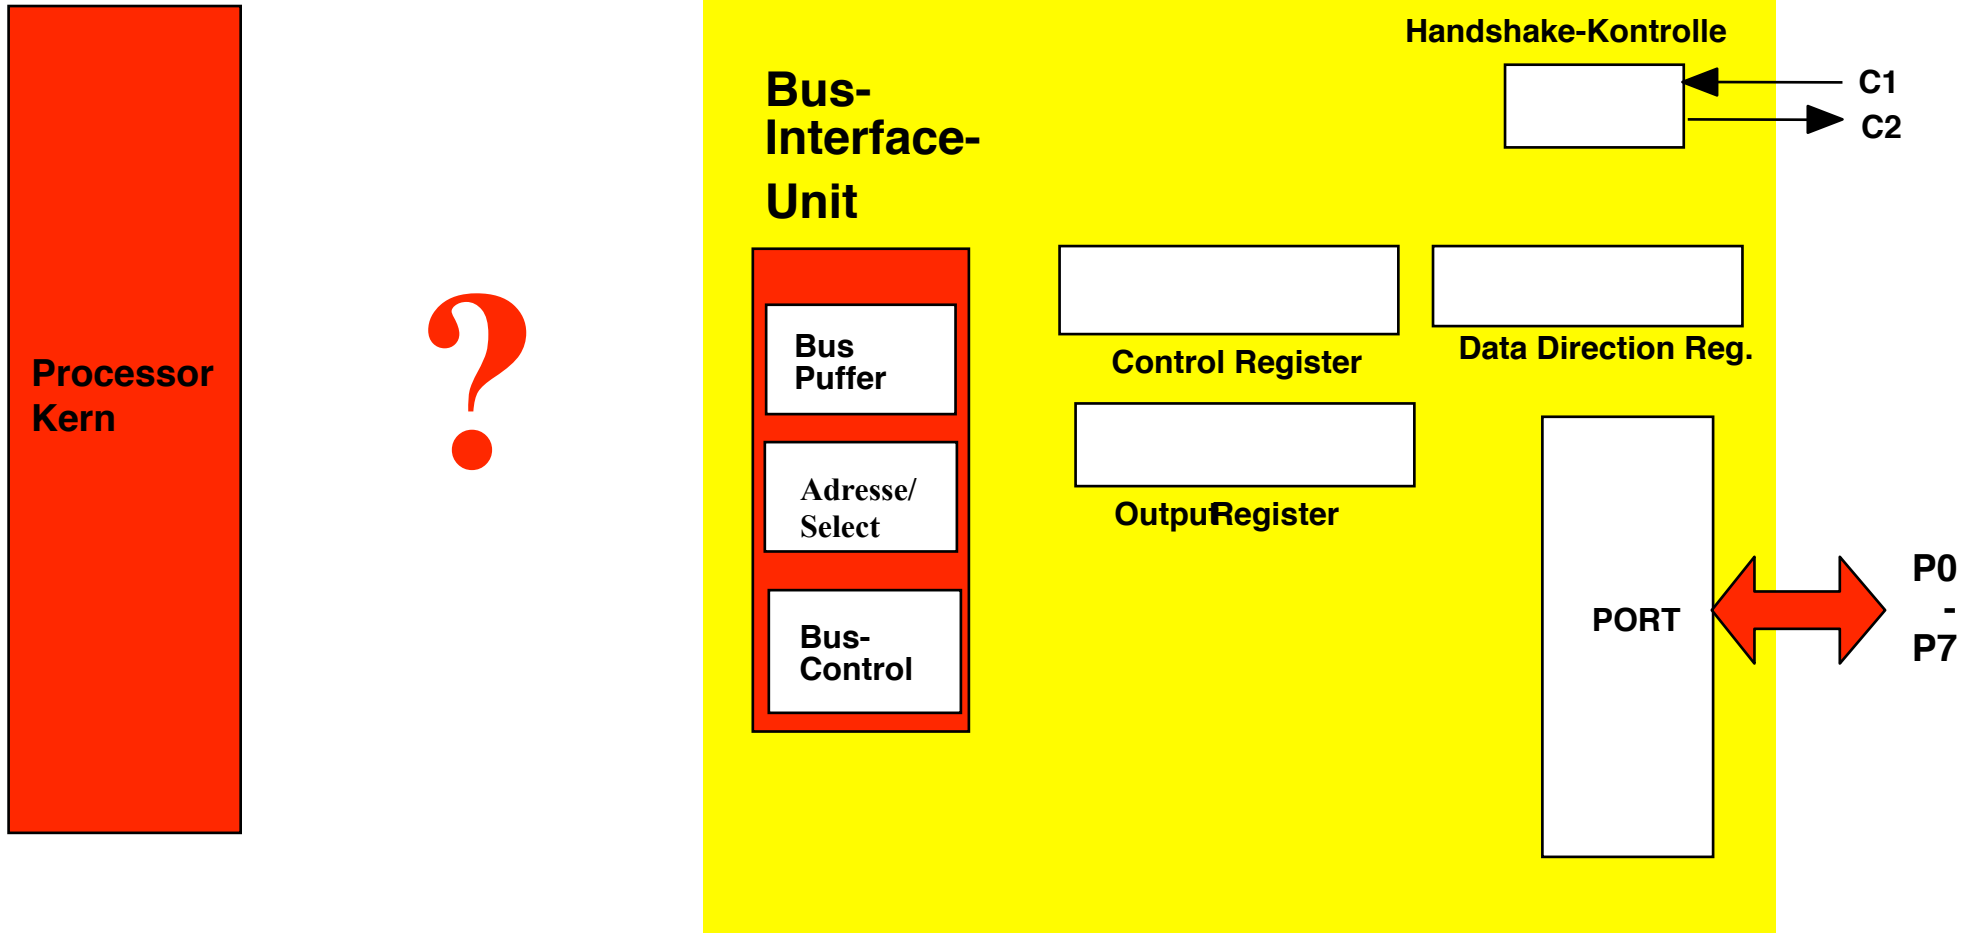 Processor
Kern
?
Bus-
Interface-
Unit
Bus
Puffer
Adresse/
Select
Bus-
Control
Handshake-Kontrolle
C1
C2
Control Register
Data Direction Reg.
OutputRegister
PORT
P0
-
P7